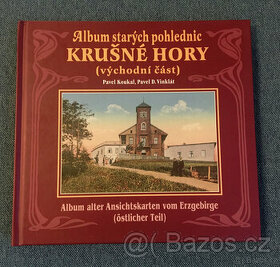 Album starých pohlednic
KRUŠNÉ HORY
(východní část)
Pavel Koukal, Pavel D. Vinklát
Album alter Ansichtskarten vom Erzgebirge
(östlicher Teil)
Bazoš.cz